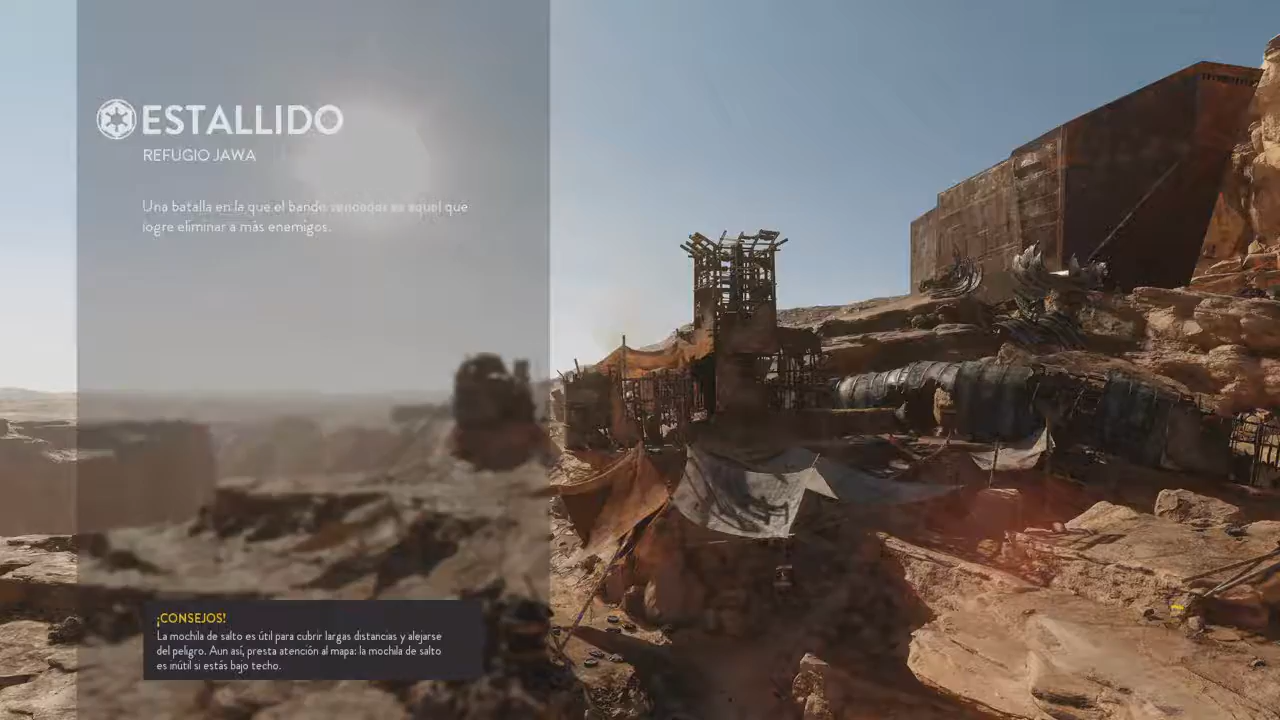 ESTALLIDO
REFUGIO JAWA
Una batalla en la que el bando vencedor es aquel que
logre eliminar a más enemigos.
¡CONSEJOS!
La mochila de salto es útil para cubrir largas distancias y alejarse
del peligro. Aun así, presta atención al mapa: la mochila de salto
es inútil si estás bajo techo.